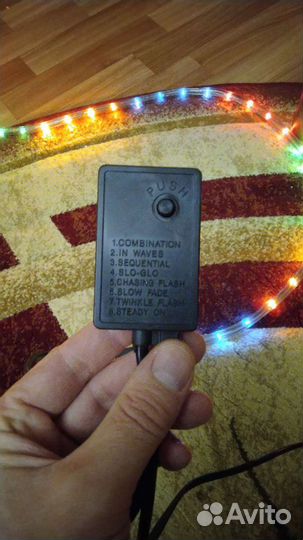 PUSH
1.COMBINATION
2.IN WAVES
3.SEQUENTIAL
4.SLO-GLO
5.CHASING FLASH
6.SLOW FADE
7.TWINKLE FLASH
8.STEADY ON
Avito